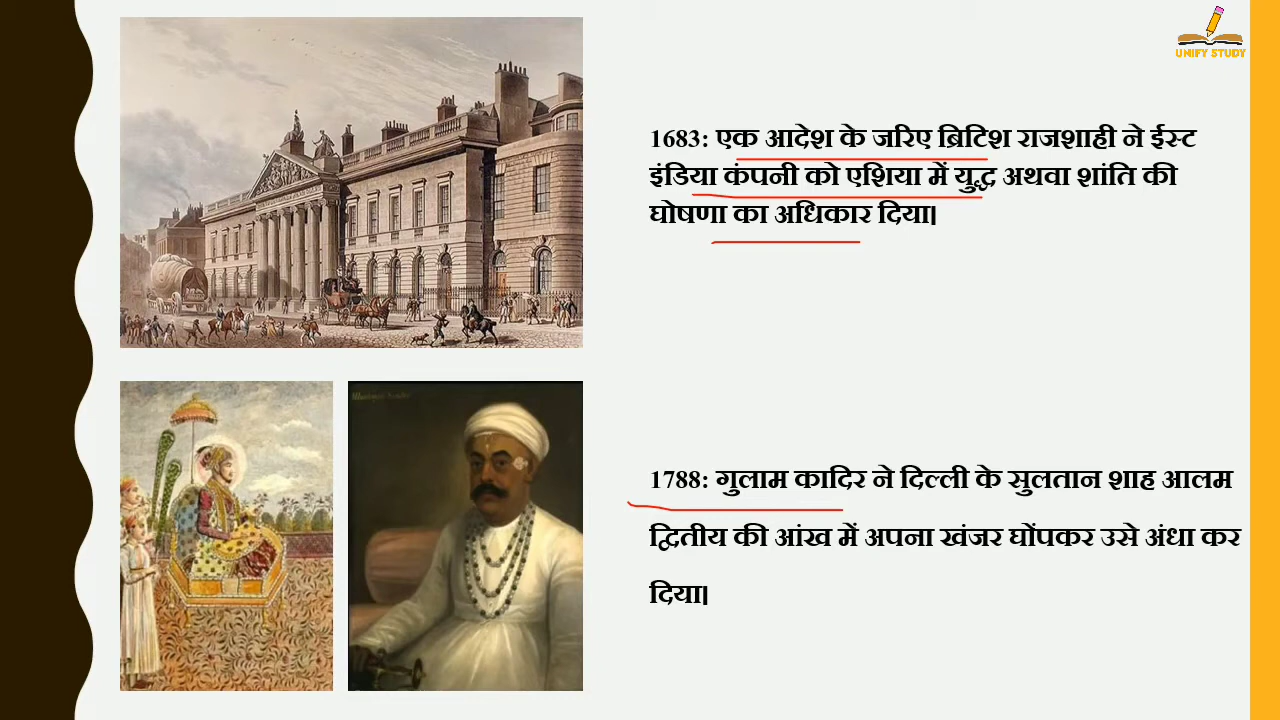 UNIFY STUDY
1683: एक आदेश के जरिए ब्रिटिश राजशाही ने ईस्ट
इंडिया कंपनी को एशिया में युद्ध अथवा शांति की
घोषणा का अधिकार दिया।
1788: गुलाम कादिर ने दिल्ली के सुलतान शाह आलम
द्वितीय की आंख में अपना खंजर घोंपकर उसे अंधा कर
दिया।